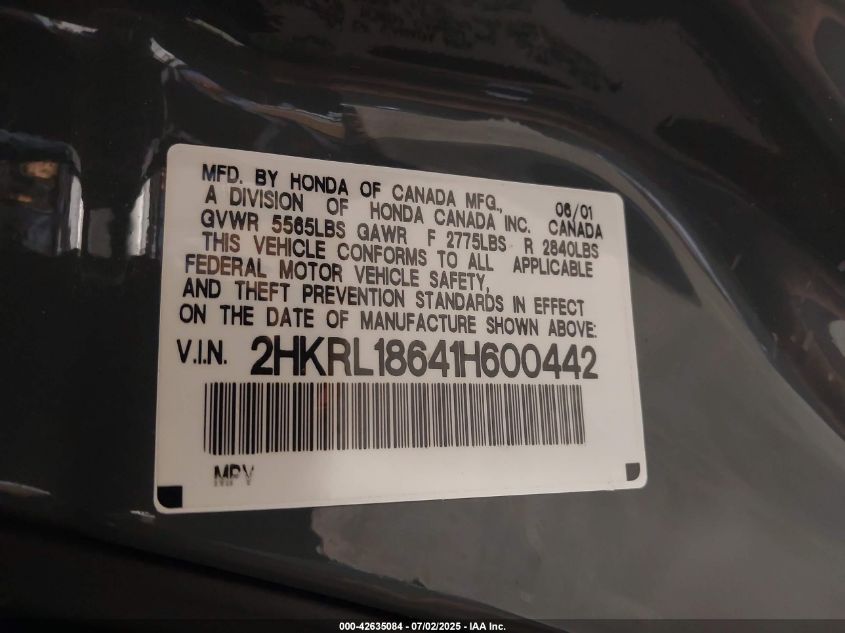 MFD. BY HONDA OF CANADA MFG., 06/01
A DIVISION OF HONDA CANADA INC. CANADA
GVWR 5565LBS GAWR F 2775LBS R 2840LBS
THIS VEHICLE CONFORMS TO ALL APPLICABLE
FEDERAL MOTOR VEHICLE SAFETY,
AND THEFT PREVENTION STANDARDS IN EFFECT
ON THE DATE OF MANUFACTURE SHOWN ABOVE:
V.I.N. 2HKRL18641H600442
MPV
000-42635084 - 07/02/2025 - IAA Inc.